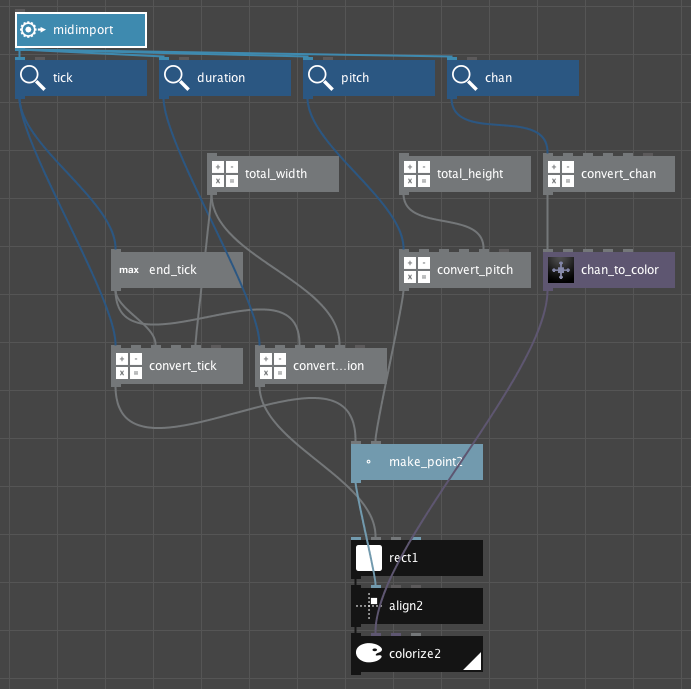 midimport
tick
duration
pitch
chan
total_width
total_height
convert_chan
max end_tick
convert_pitch
chan_to_color
convert_tick
convert...ion
make_point2
rect1
align2
colorize2